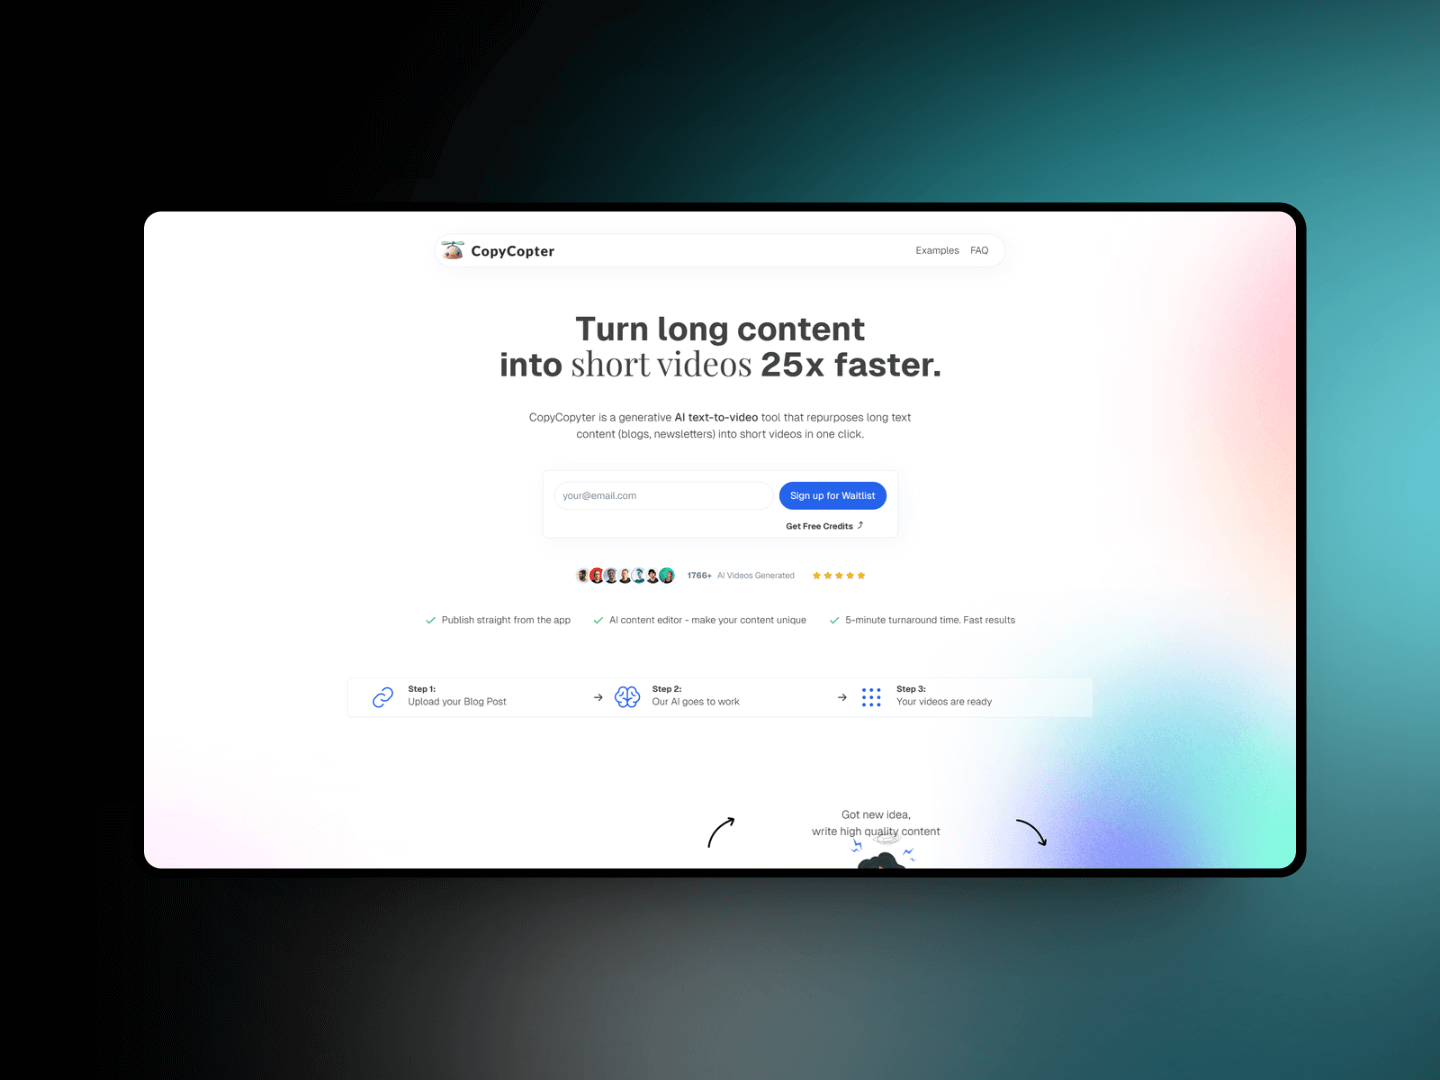 CopyCopter
Examples FAQ
Turn long content
into short videos 25x faster.
CopyCopyter is a generative AI text-to-video tool that repurposes long text
content (blogs, newsletters) into short videos in one click.
your@email.com
Sign up for Waitlist
Get Free Credits
1766+ AI Videos Generated
Publish straight from the app
AI content editor - make your content unique
5-minute turnaround time. Fast results
Step 1:
Upload your Blog Post
Step 2:
Our AI goes to work
Step 3:
Your videos are ready
Got new idea,
write high quality content